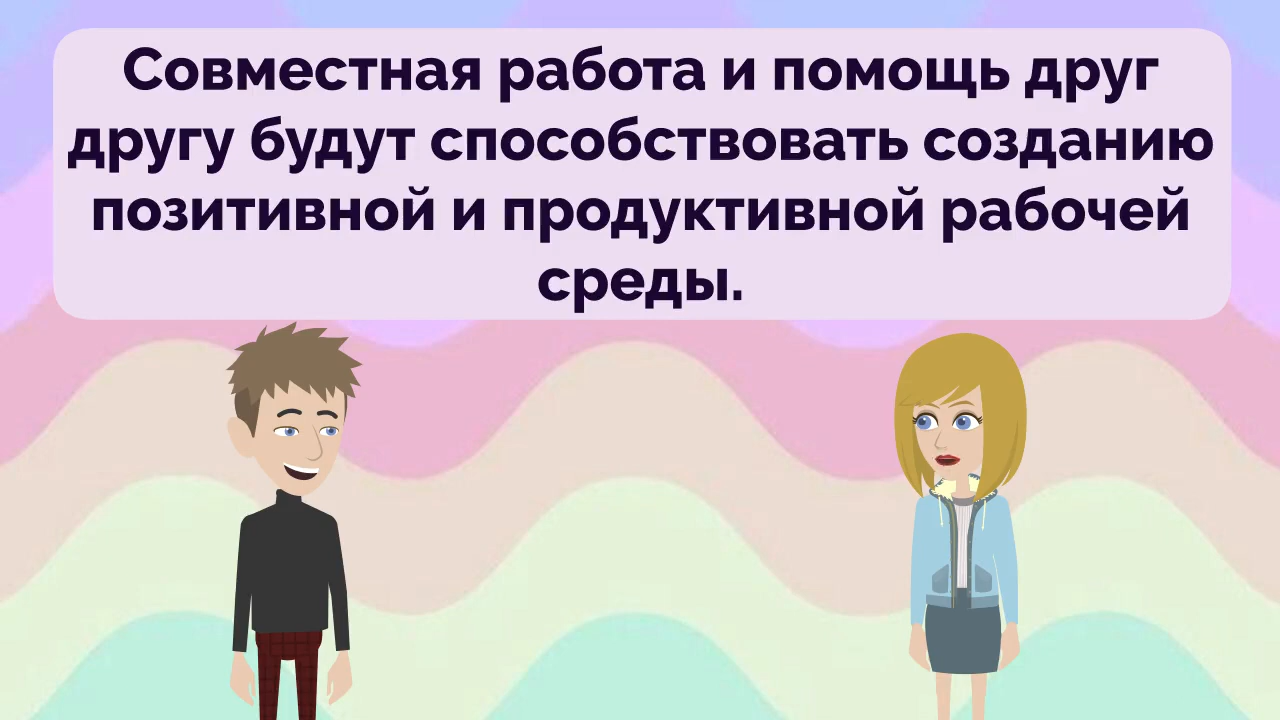 Совместная работа и помощь друг
другу будут способствовать созданию
позитивной и продуктивной рабочей
среды.